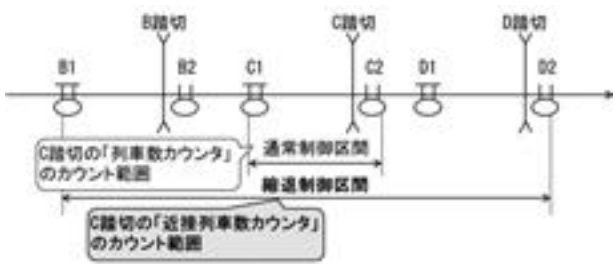 B踏切
C踏切
D踏切
B1
B2
C1
C2
D1
D2
C踏切の「列車数カウンタ」
のカウント範囲
通常制御区間
縮退制御区間
C踏切の「近接列車数カウンタ」
のカウント範囲